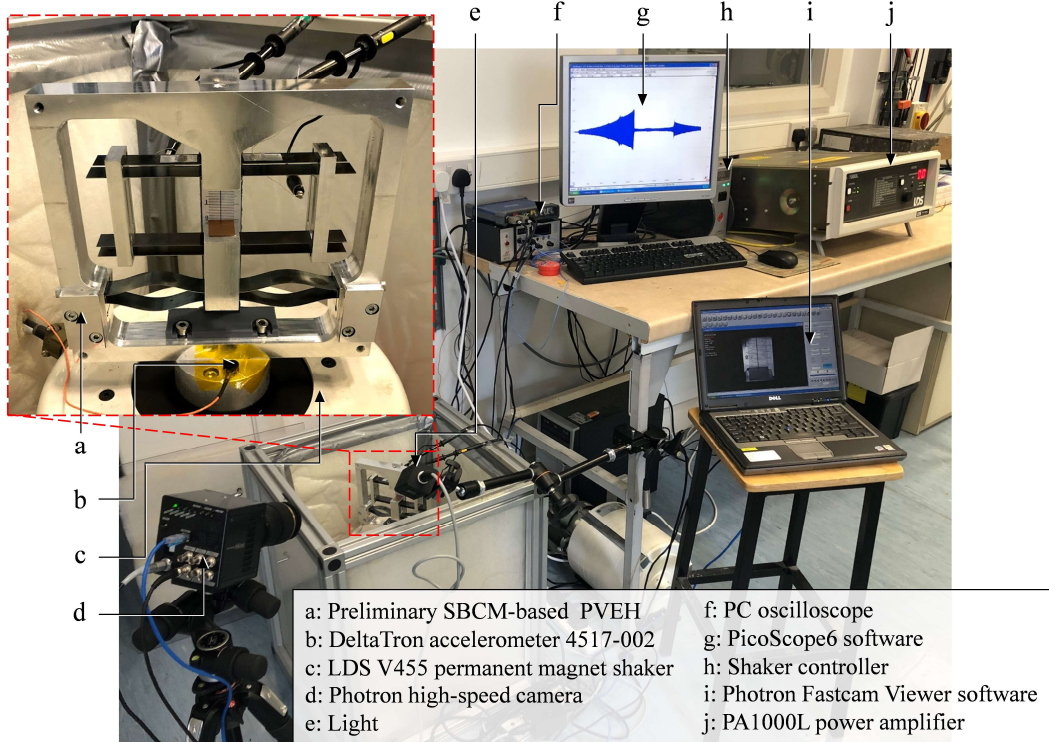 e f g h i j
a
b
c
d
a: Preliminary SBCM-based PVEH
b: DeltaTron accelerometer 4517-002
c: LDS V455 permanent magnet shaker
d: Photron high-speed camera
e: Light
f: PC oscilloscope
g: PicoScope6 software
h: Shaker controller
i: Photron Fastcam Viewer software
j: PA1000L power amplifier
LDS
DELL